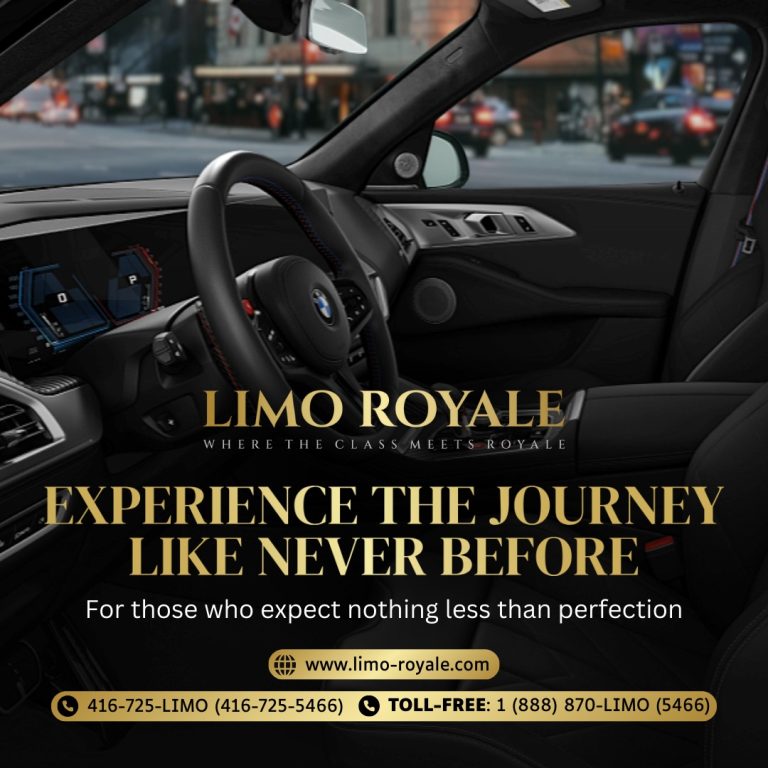 D
P
LIMO ROYALE
WHERE THE CLASS MEETS ROYALE
EXPERIENCE THE JOURNEY
LIKE NEVER BEFORE
For those who expect nothing less than perfection
www.limo-royale.com
416-725-LIMO (416-725-5466) TOLL-FREE: 1 (888) 870-LIMO (5466)